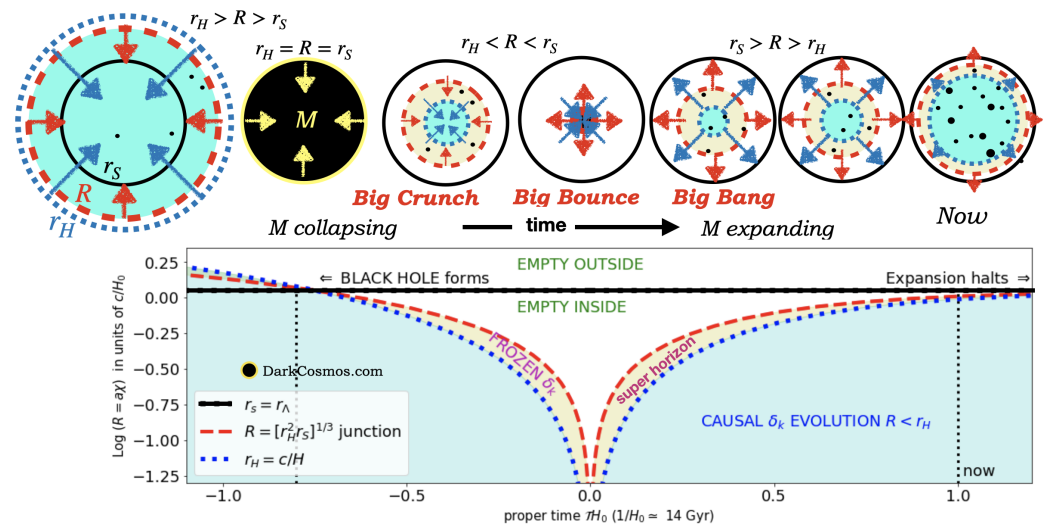 r_H > R > r_S
r_H = R = r_S
r_H < R < r_S
r_S > R > r_H
M
r_S
R
r_H
Big Crunch
Big Bounce
Big Bang
Now
M collapsing
time
M expanding
0.25
0.00
−0.25
−0.50
−0.75
−1.00
−1.25
Log (R = aχ) in units of c/H_0
EMPTY OUTSIDE
⇐ BLACK HOLE forms
Expansion halts ⇒
EMPTY INSIDE
FROZEN δ_k
super horizon
DarkCosmos.com
r_s = r_Λ
R = [r_H^2 r_S]^{1/3} junction
r_H = c/H
CAUSAL δ_k EVOLUTION R < r_H
now
−1.0
−0.5
0.0
0.5
1.0
proper time 𝒯H_0 (1/H_0 ≃ 14 Gyr)